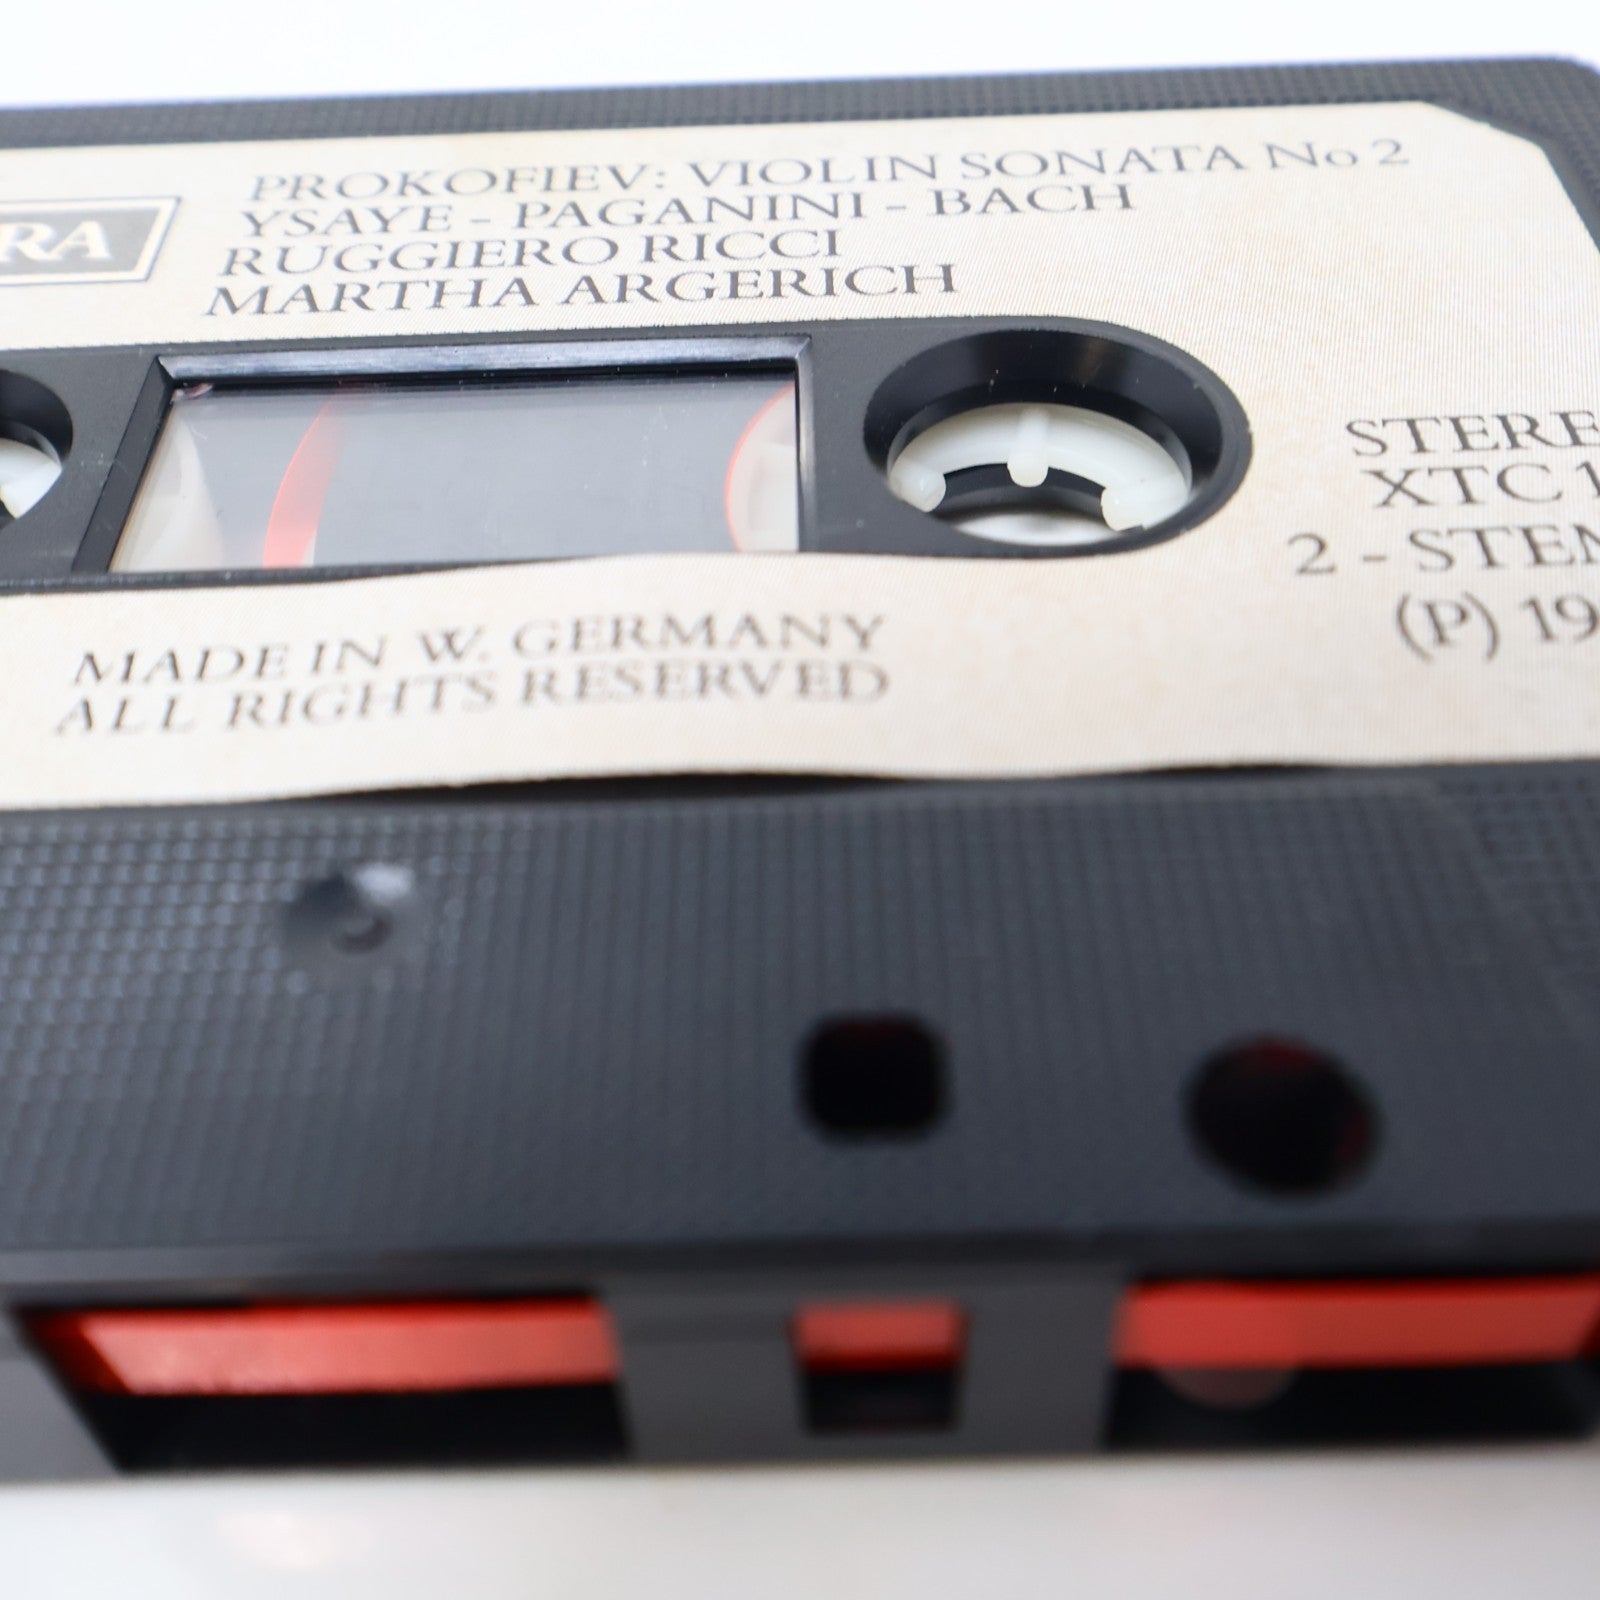 RA
PROKOFIEV: VIOLIN SONATA No 2
YSAYE - PAGANINI - BACH
RUGGIERO RICCI
MARTHA ARGERICH
STERE
XTC 1
2 - STEM
(P) 19
MADE IN W. GERMANY
ALL RIGHTS RESERVED